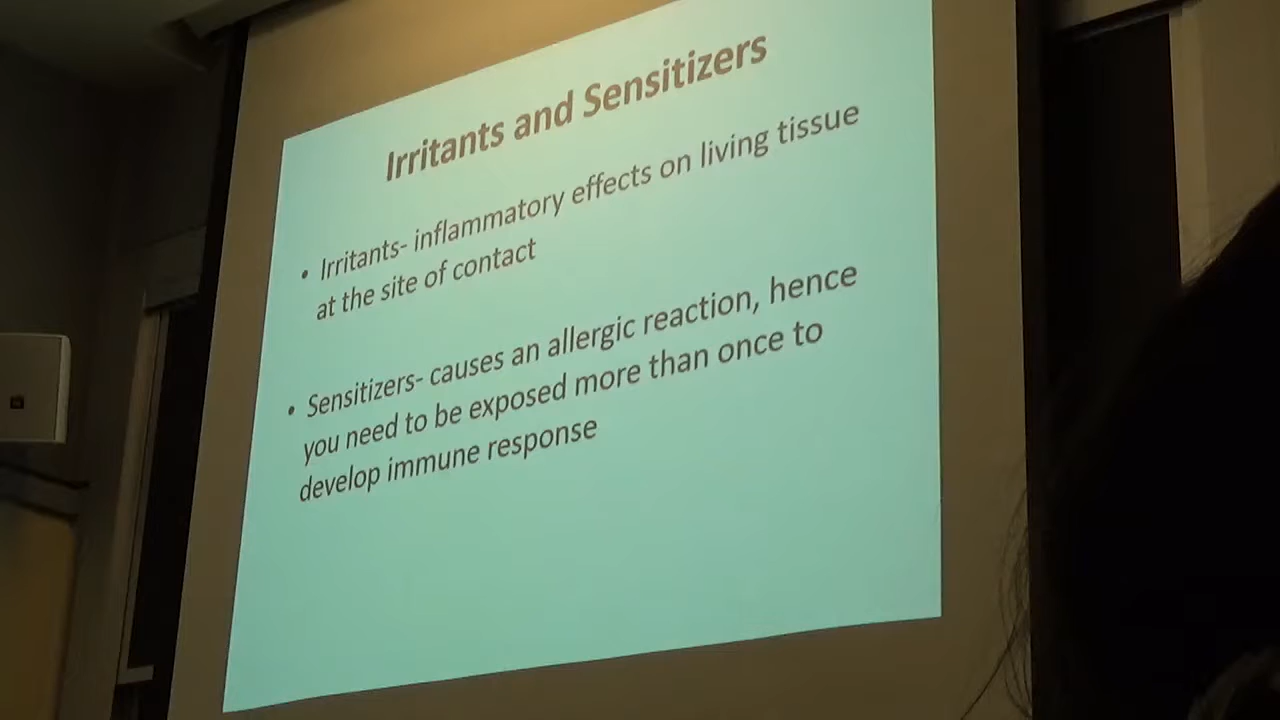 Irritants and Sensitizers
• Irritants- inflammatory effects on living tissue
at the site of contact
• Sensitizers- causes an allergic reaction, hence
you need to be exposed more than once to
develop immune response